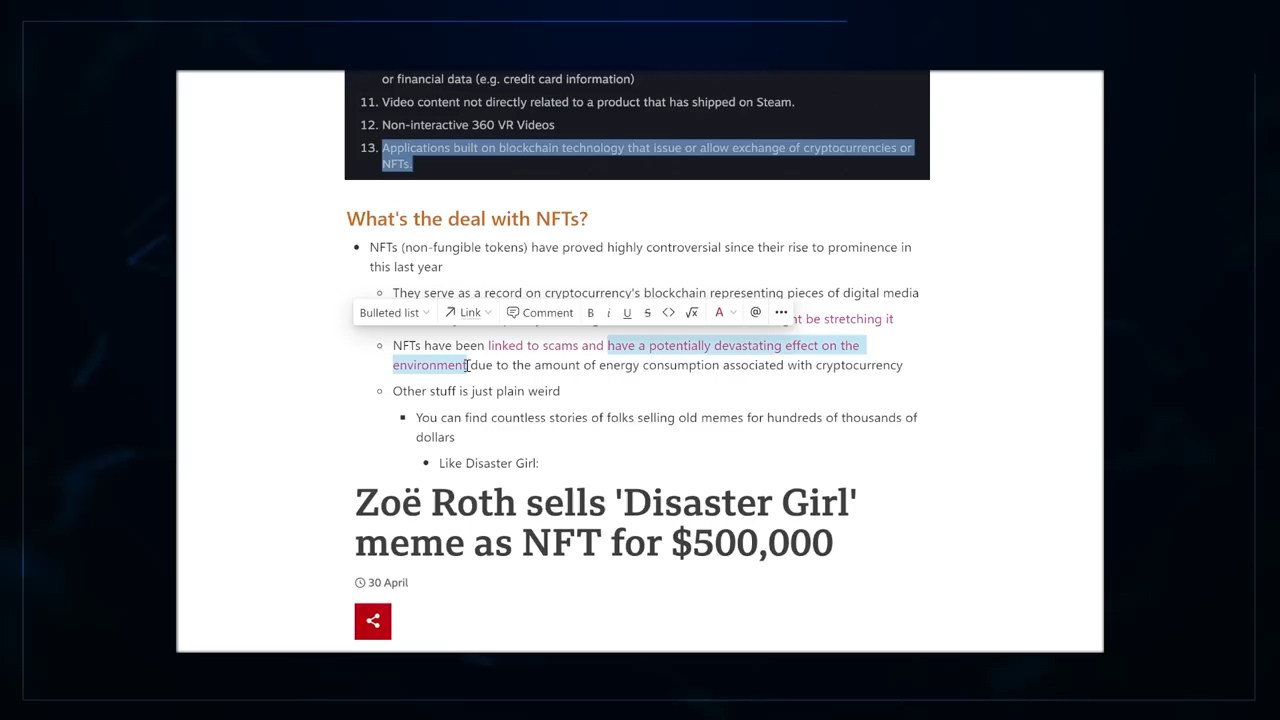 or financial data (e.g. credit card information)
11. Video content not directly related to a product that has shipped on Steam.
12. Non-interactive 360 VR Videos
13. Applications built on blockchain technology that issue or allow exchange of cryptocurrencies or
NFTs.
What's the deal with NFTs?
• NFTs (non-fungible tokens) have proved highly controversial since their rise to prominence in
this last year
They serve as a record on cryptocurrency's blockchain representing pieces of digital media
Bulleted list Link Comment B i U S <> √x A @ •••
be stretching it
NFTs have been linked to scams and have a potentially devastating effect on the
environment due to the amount of energy consumption associated with cryptocurrency
Other stuff is just plain weird
You can find countless stories of folks selling old memes for hundreds of thousands of
dollars
• Like Disaster Girl:
Zoë Roth sells 'Disaster Girl'
meme as NFT for $500,000
30 April